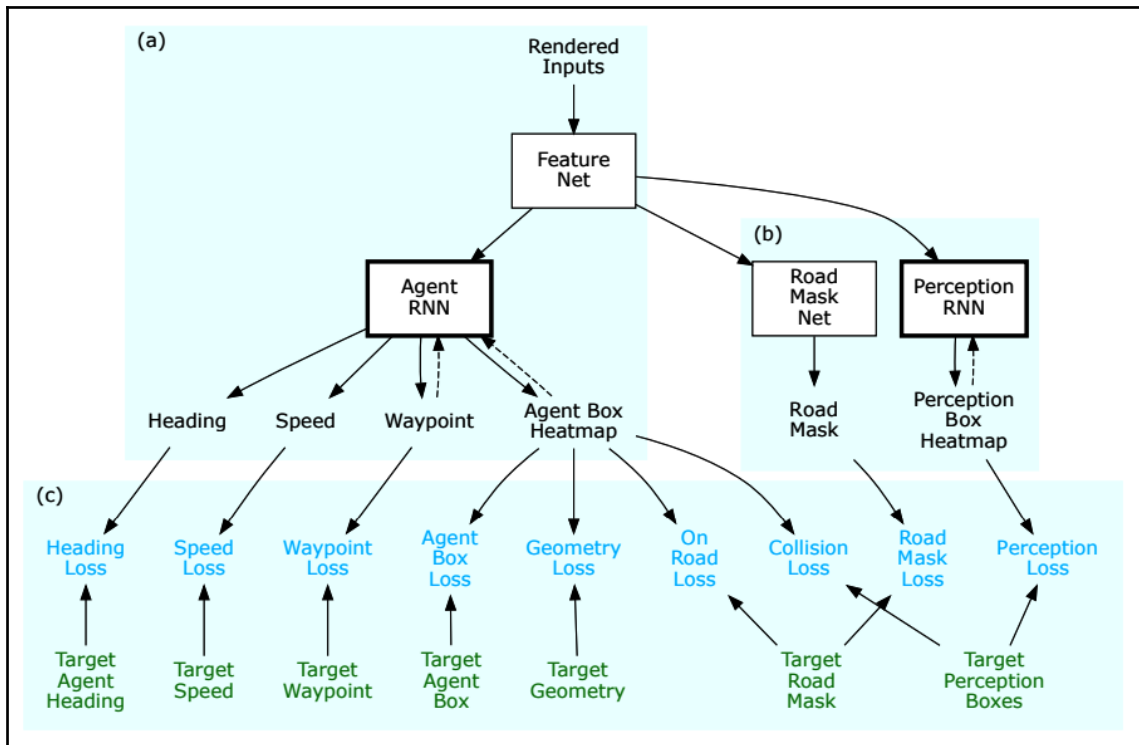 (a)
Rendered
Inputs
Feature
Net
(b)
Agent
RNN
Road
Mask
Net
Perception
RNN
Heading
Speed
Waypoint
Agent Box
Heatmap
Road
Mask
Perception
Box
Heatmap
(c)
Heading
Loss
Speed
Loss
Waypoint
Loss
Agent
Box
Loss
Geometry
Loss
On
Road
Loss
Collision
Loss
Road
Mask
Loss
Perception
Loss
Target
Agent
Heading
Target
Speed
Target
Waypoint
Target
Agent
Box
Target
Geometry
Target
Road
Mask
Target
Perception
Boxes